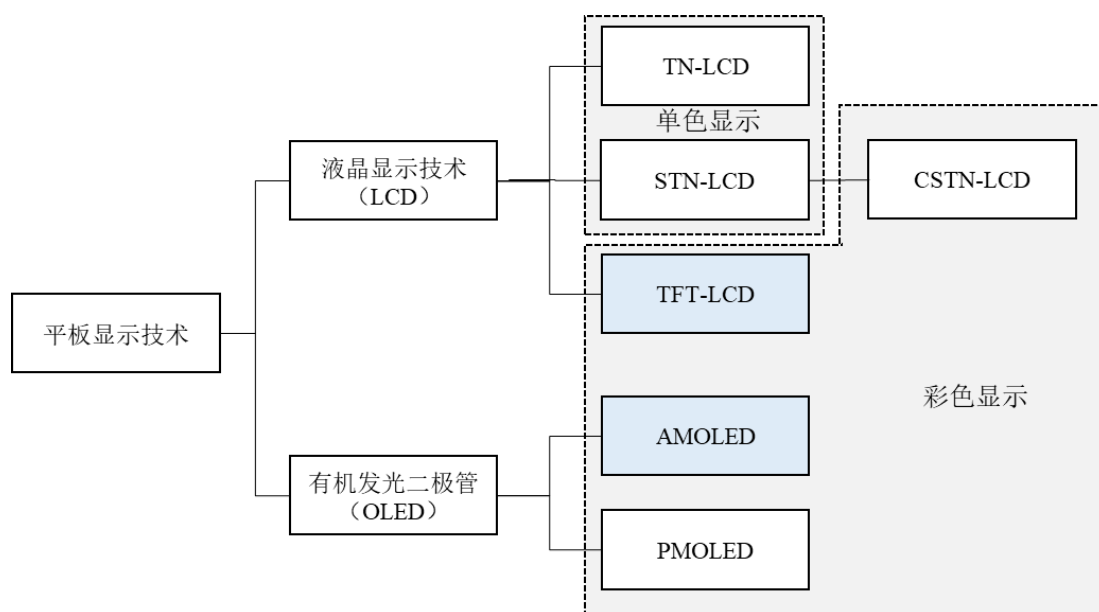 TN-LCD
单色显示
液晶显示技术
（LCD）
STN-LCD
CSTN-LCD
TFT-LCD
平板显示技术
彩色显示
AMOLED
有机发光二极管
（OLED）
PMOLED